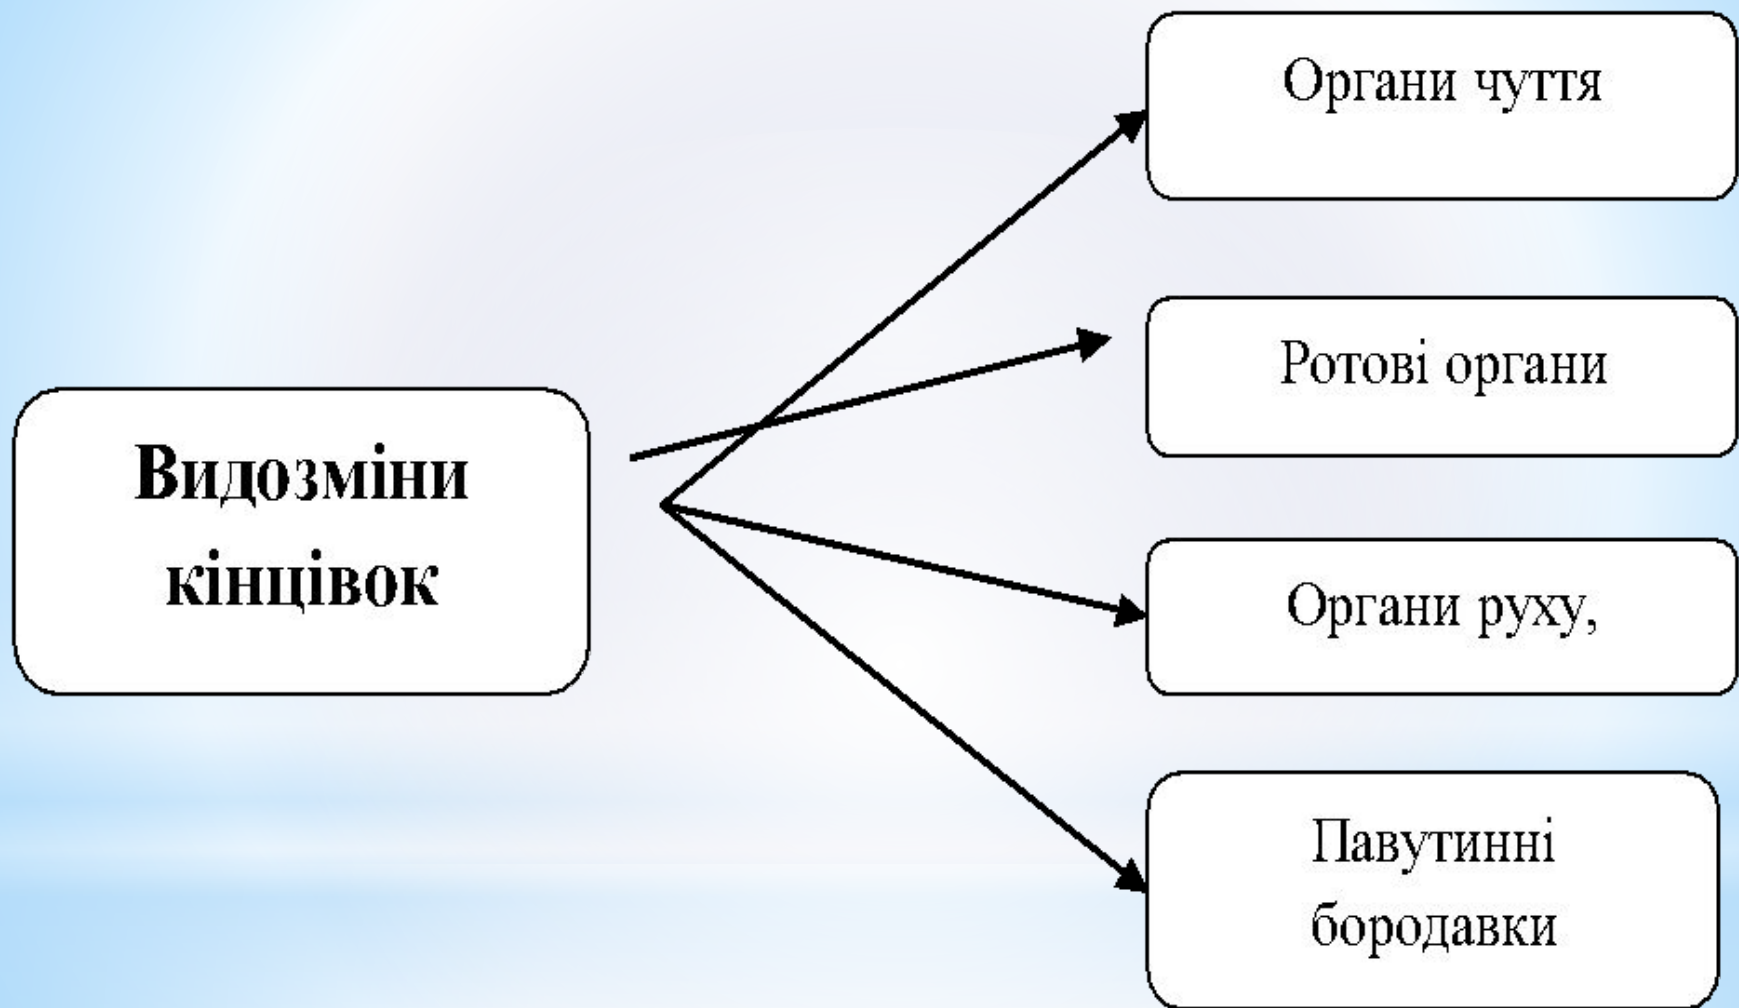 Органи чуття
Ротові органи
Видозміни
кінцівок
Органи руху,
Павутинні
бородавки